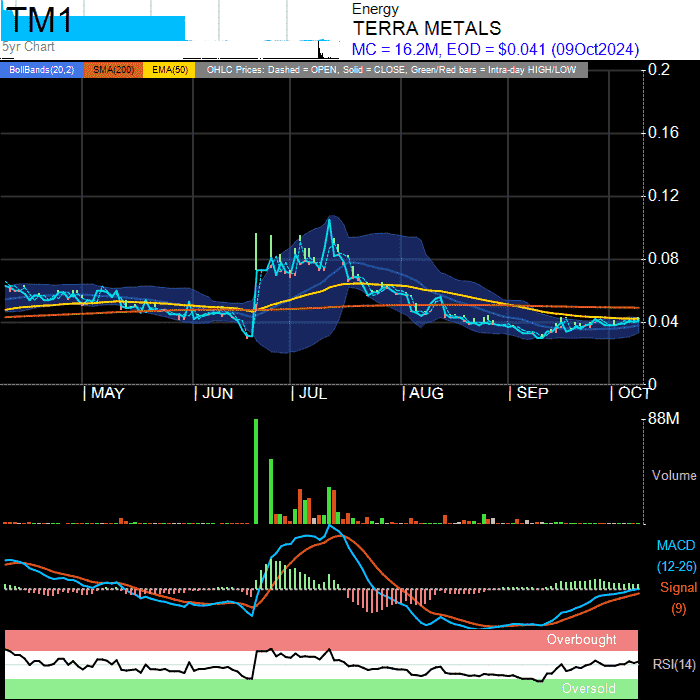 TM1
5yr Chart
Energy
TERRA METALS
MC = 16.2M, EOD = $0.041 (09Oct2024)
BollBands(20,2) SMA(200) EMA(50) OHLC Prices: Dashed = OPEN, Solid = CLOSE, Green/Red bars = Intra-day HIGH/LOW
0.2
0.16
0.12
0.08
0.04
0
MAY JUN JUL AUG SEP OCT
88M
Volume
MACD
(12-26)
Signal
(9)
Overbought
RSI(14)
Oversold